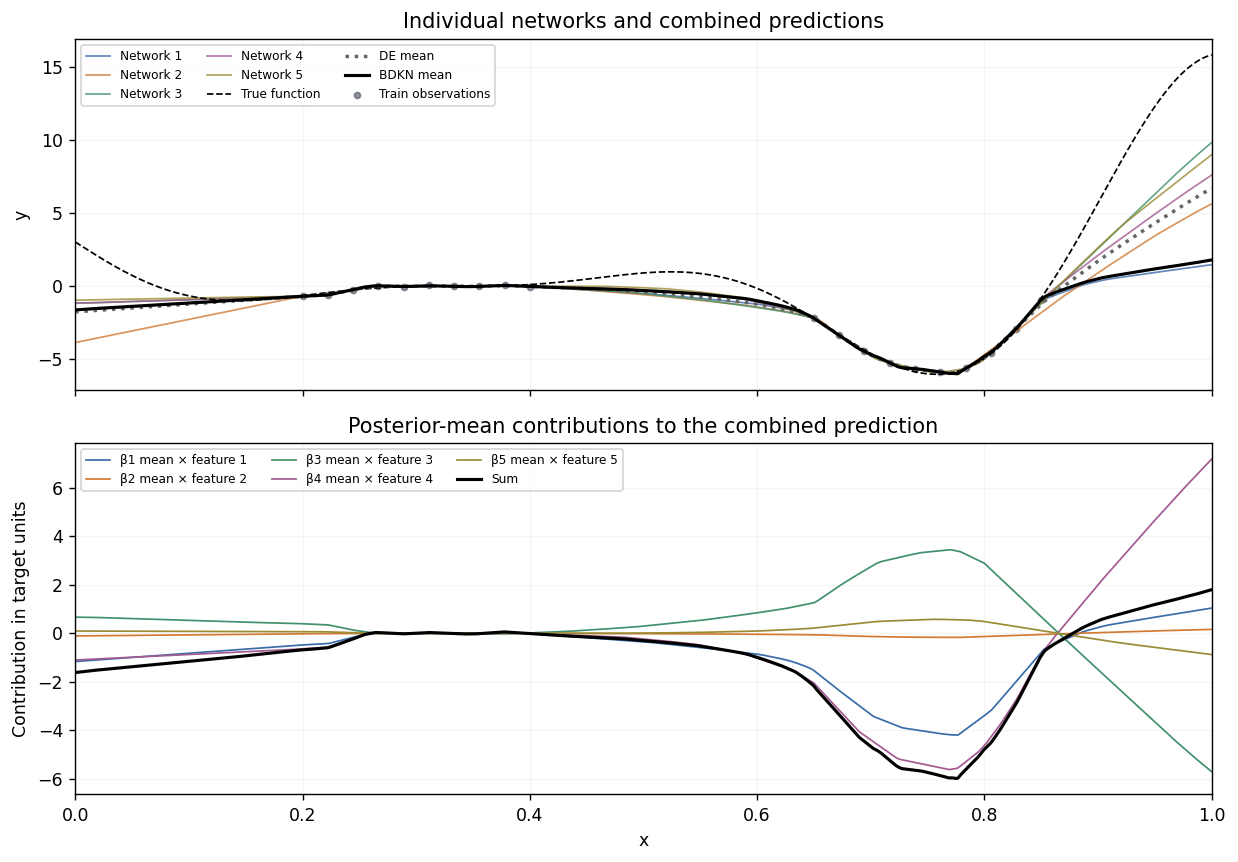 Individual networks and combined predictions
Network 1 Network 4 DE mean
Network 2 Network 5 BDKN mean
Network 3 True function Train observations
15
10
5
0
−5
y
Posterior-mean contributions to the combined prediction
β1 mean × feature 1 β3 mean × feature 3 β5 mean × feature 5
β2 mean × feature 2 β4 mean × feature 4 Sum
6
4
2
0
−2
−4
−6
Contribution in target units
0.0 0.2 0.4 0.6 0.8 1.0
x